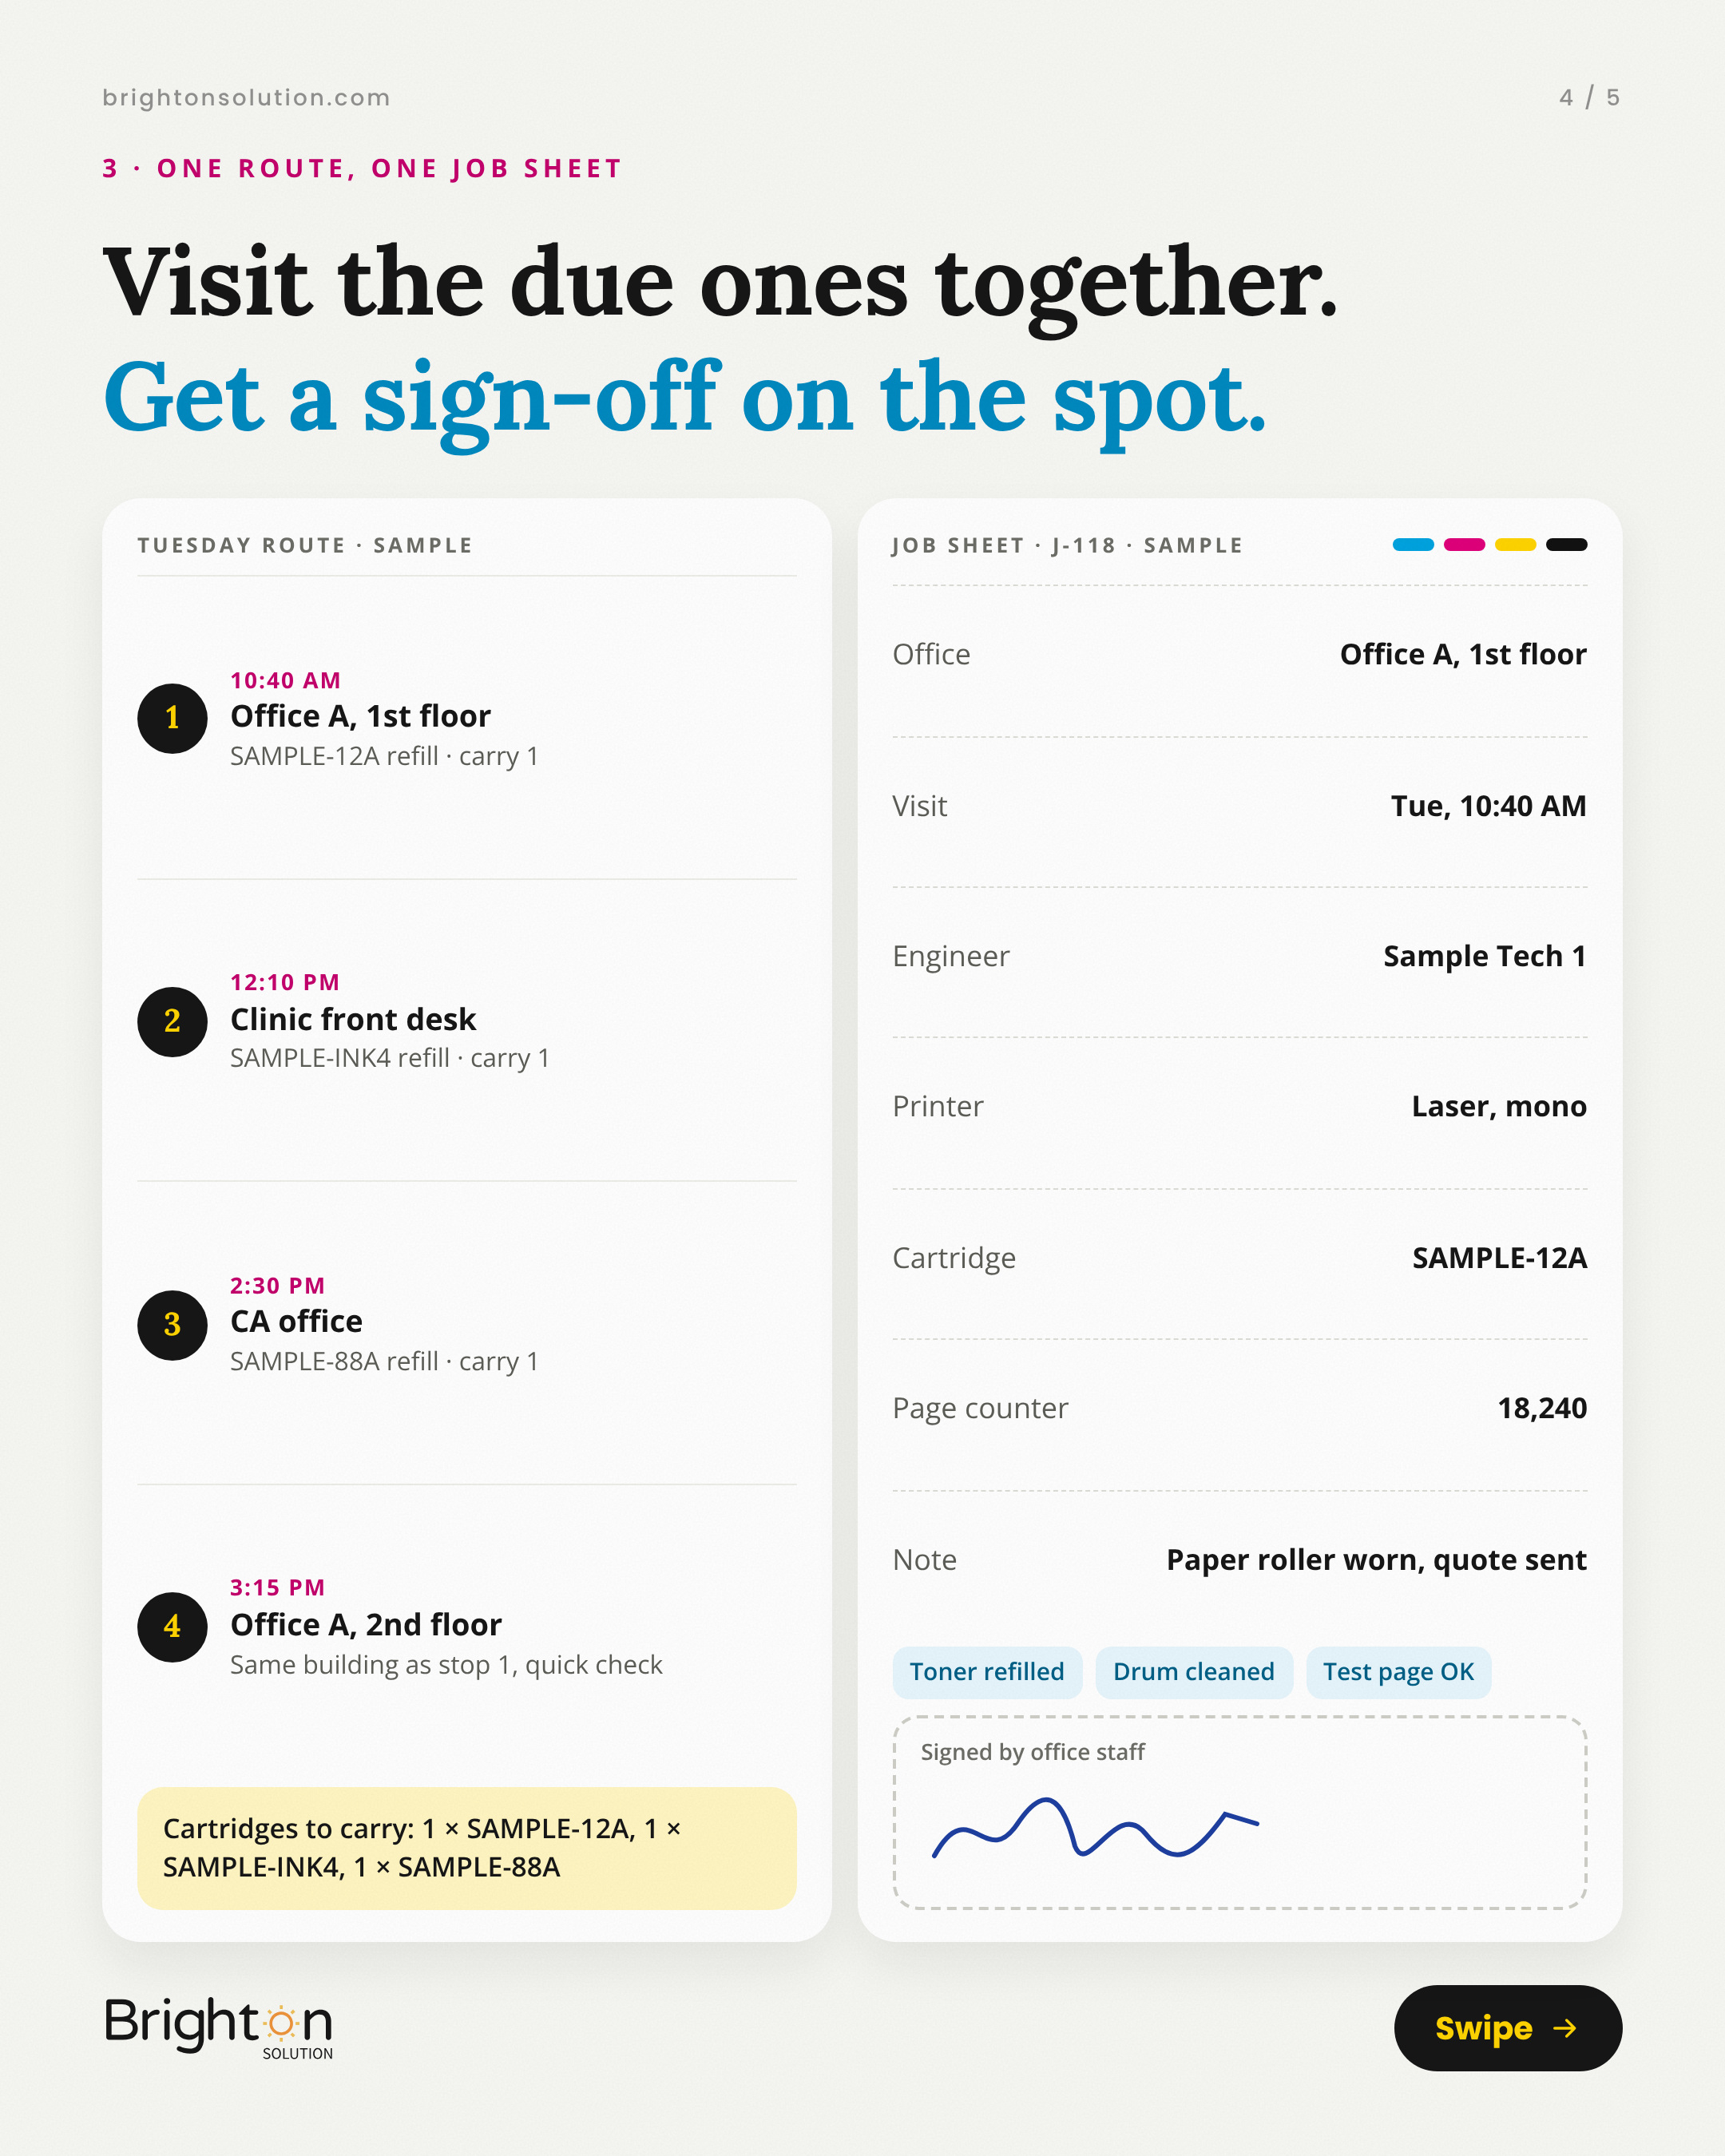 brightonsolution.com
4 / 5
3 · ONE ROUTE, ONE JOB SHEET
Visit the due ones together.
Get a sign-off on the spot.
TUESDAY ROUTE · SAMPLE
1
10:40 AM
Office A, 1st floor
SAMPLE-12A refill · carry 1
2
12:10 PM
Clinic front desk
SAMPLE-INK4 refill · carry 1
3
2:30 PM
CA office
SAMPLE-88A refill · carry 1
4
3:15 PM
Office A, 2nd floor
Same building as stop 1, quick check
Cartridges to carry: 1 × SAMPLE-12A, 1 ×
SAMPLE-INK4, 1 × SAMPLE-88A
JOB SHEET · J-118 · SAMPLE
Office Office A, 1st floor
Visit Tue, 10:40 AM
Engineer Sample Tech 1
Printer Laser, mono
Cartridge SAMPLE-12A
Page counter 18,240
Note Paper roller worn, quote sent
Toner refilled Drum cleaned Test page OK
Signed by office staff
Brighton
SOLUTION
Swipe →